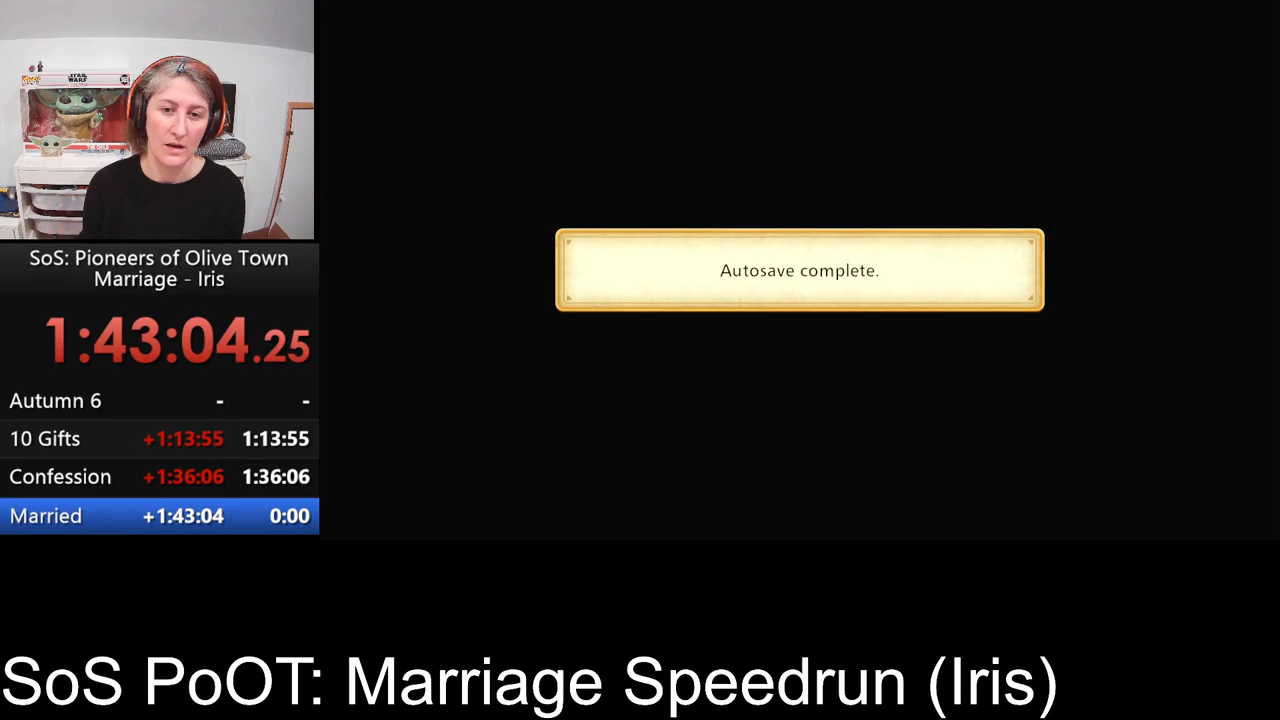 STAR
WARS
SoS: Pioneers of Olive Town
Marriage - Iris
1:43:04.25
Autumn 6 - -
10 Gifts +1:13:55 1:13:55
Confession +1:36:06 1:36:06
Married +1:43:04 0:00
Autosave complete.
SoS PoOT: Marriage Speedrun (Iris)